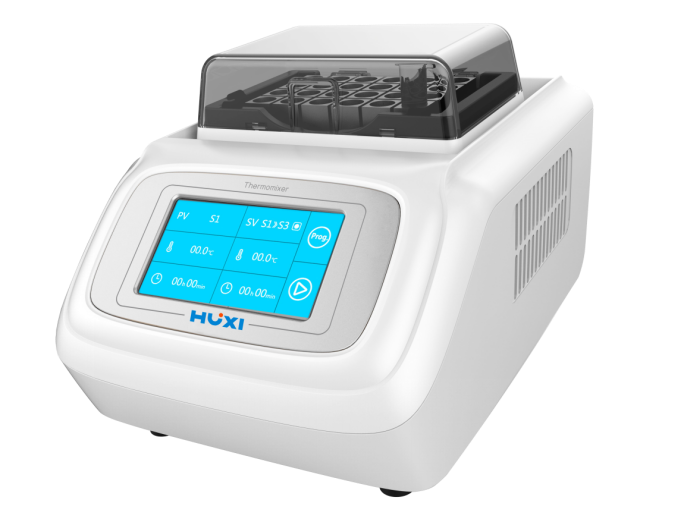 Thermomixer
PV S1 SV S1 S3
Prog.
00.0℃ 00.0℃
00h00min 00h00min
HUXI